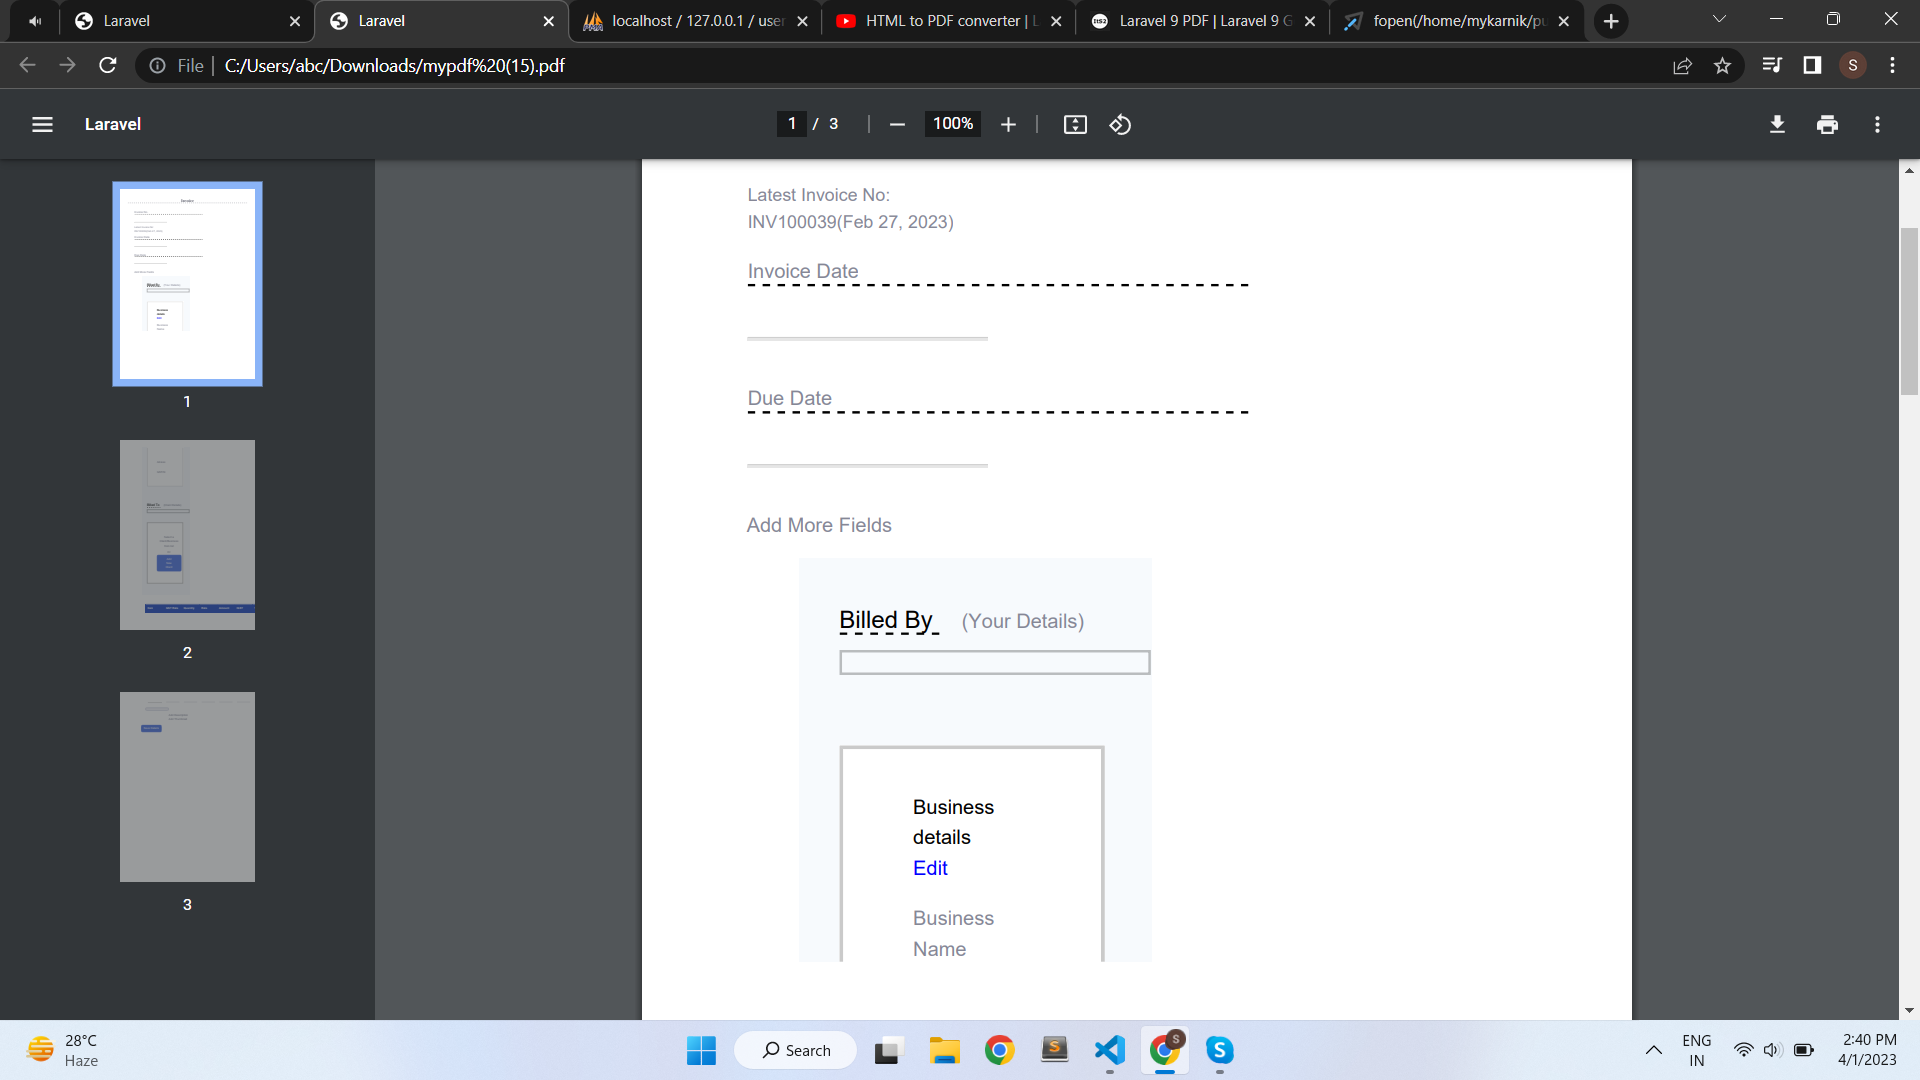 Laravel
Laravel
localhost / 127.0.0.1 / user
HTML to PDF converter | L
Laravel 9 PDF | Laravel 9 G
fopen(/home/mykarnik/pu
File
C:/Users/abc/Downloads/mypdf%20(15).pdf
S
Laravel
1 / 3
100%
1
2
3
Latest Invoice No:
INV100039(Feb 27, 2023)
Invoice Date
Due Date
Add More Fields
Billed By
(Your Details)
Business
details
Edit
Business
Name
28°C
Haze
Search
S
S
S
ENG
IN
2:40 PM
4/1/2023